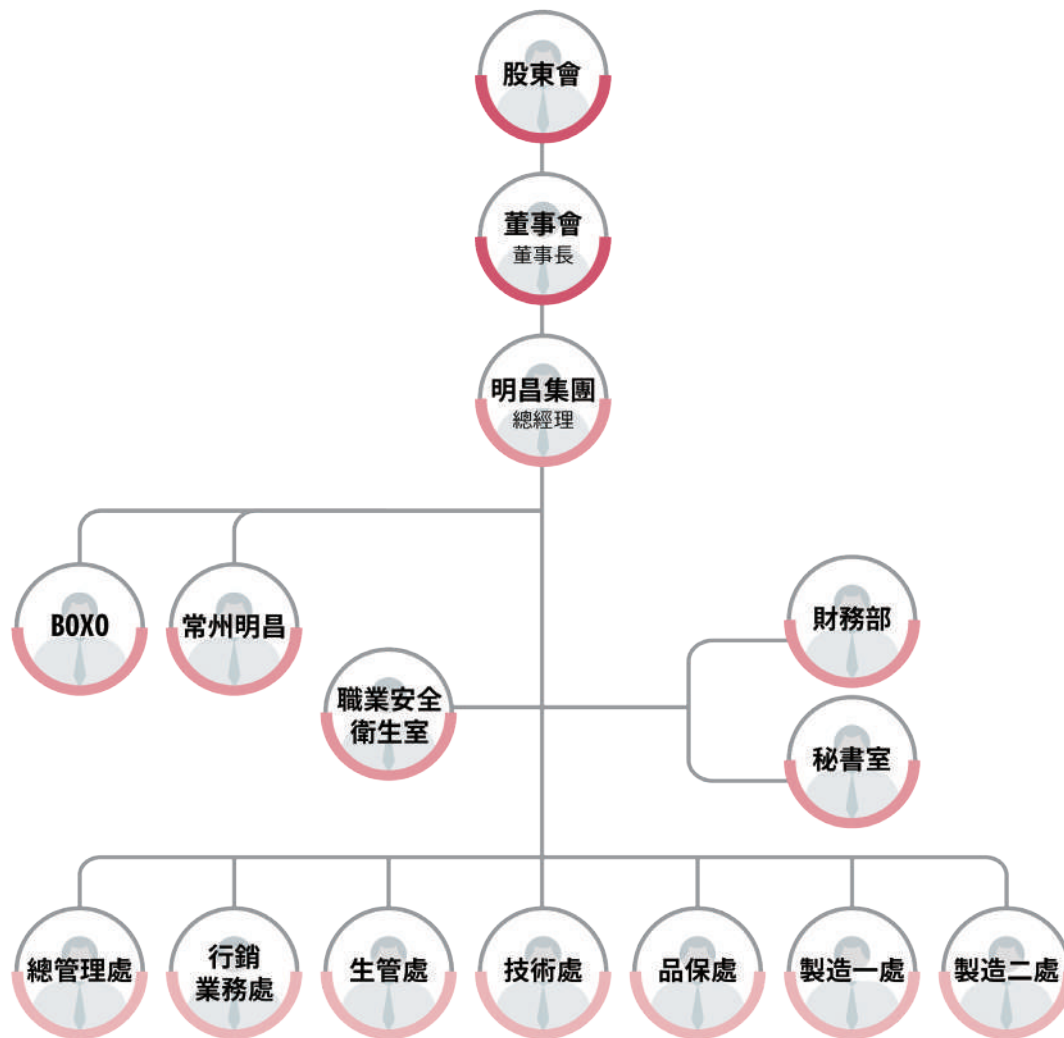 股東會
董事會
董事長
明昌集團
總經理
BOXO
常州明昌
財務部
職業安全
衛生室
秘書室
總管理處
行銷
業務處
生管處
技術處
品保處
製造一處
製造二處